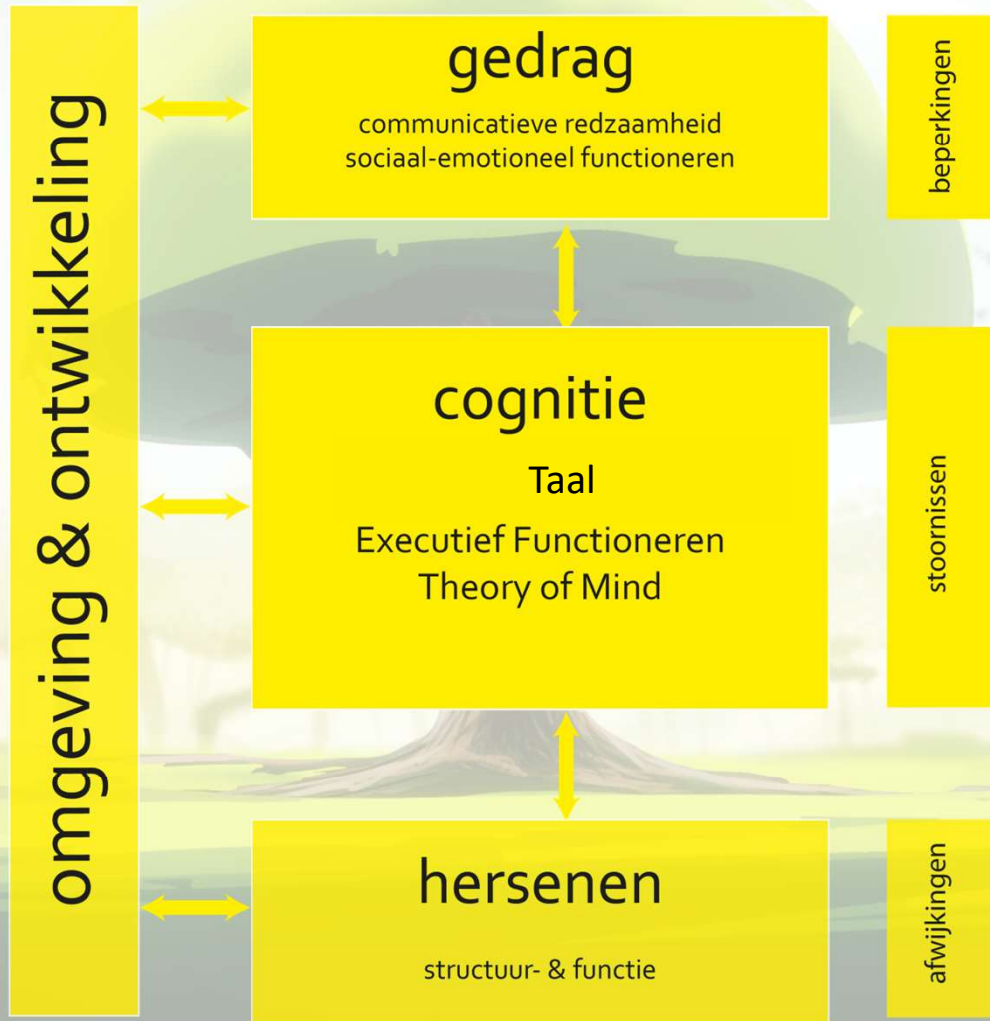 omgeving & ontwikkeling
gedrag
communicatieve redzaamheid
sociaal-emotioneel functioneren
beperkingen
cognitie
Taal
Executief Functioneren
Theory of Mind
stoornissen
hersenen
structuur- & functie
afwijkingen